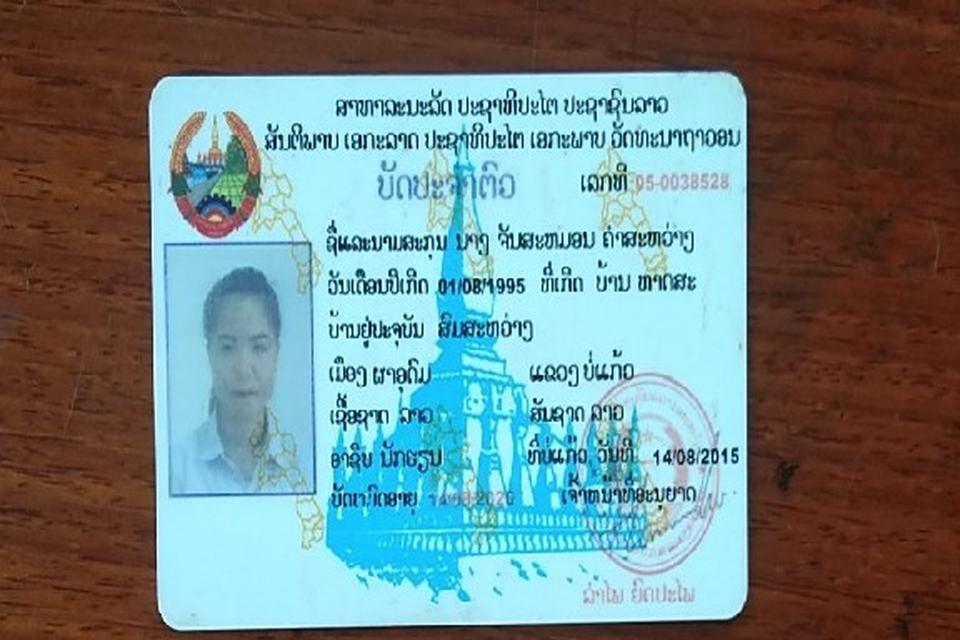 ສາທາລະນະລັດ ປະຊາທິປະໄຕ ປະຊາຊົນລາວ
ສັນຕິພາບ ເອກະລາດ ປະຊາທິປະໄຕ ເອກະພາບ ວັດທະນາຖາວອນ
ບັດປະຈຳຕົວ ເລກທີ 05-0038528
ຊື່ແລະນາມສະກຸນ ນາງ ຈັນສະຫມອນ ຄຳສະຫວ່າງ
ວັນເດືອນປີເກີດ 01/08/1995 ທີ່ເກີດ ບ້ານ ຫາດສະ
ບ້ານຢູ່ປະຈຸບັນ ສົມສະຫວ່າງ
ເມືອງ ຜາອຸດົມ ແຂວງ ບໍ່ແກ້ວ
ເຊື້ອຊາດ ລາວ ສັນຊາດ ລາວ
ອາຊີບ ນັກຮຽນ ທີ່ບໍ່ແກ້ວ ວັນທີ 14/08/2015
ບັດໝົດອາຍຸ 14/08/2020 ເຈົ້າຫນ້າທີ່ອະນຸຍາດ